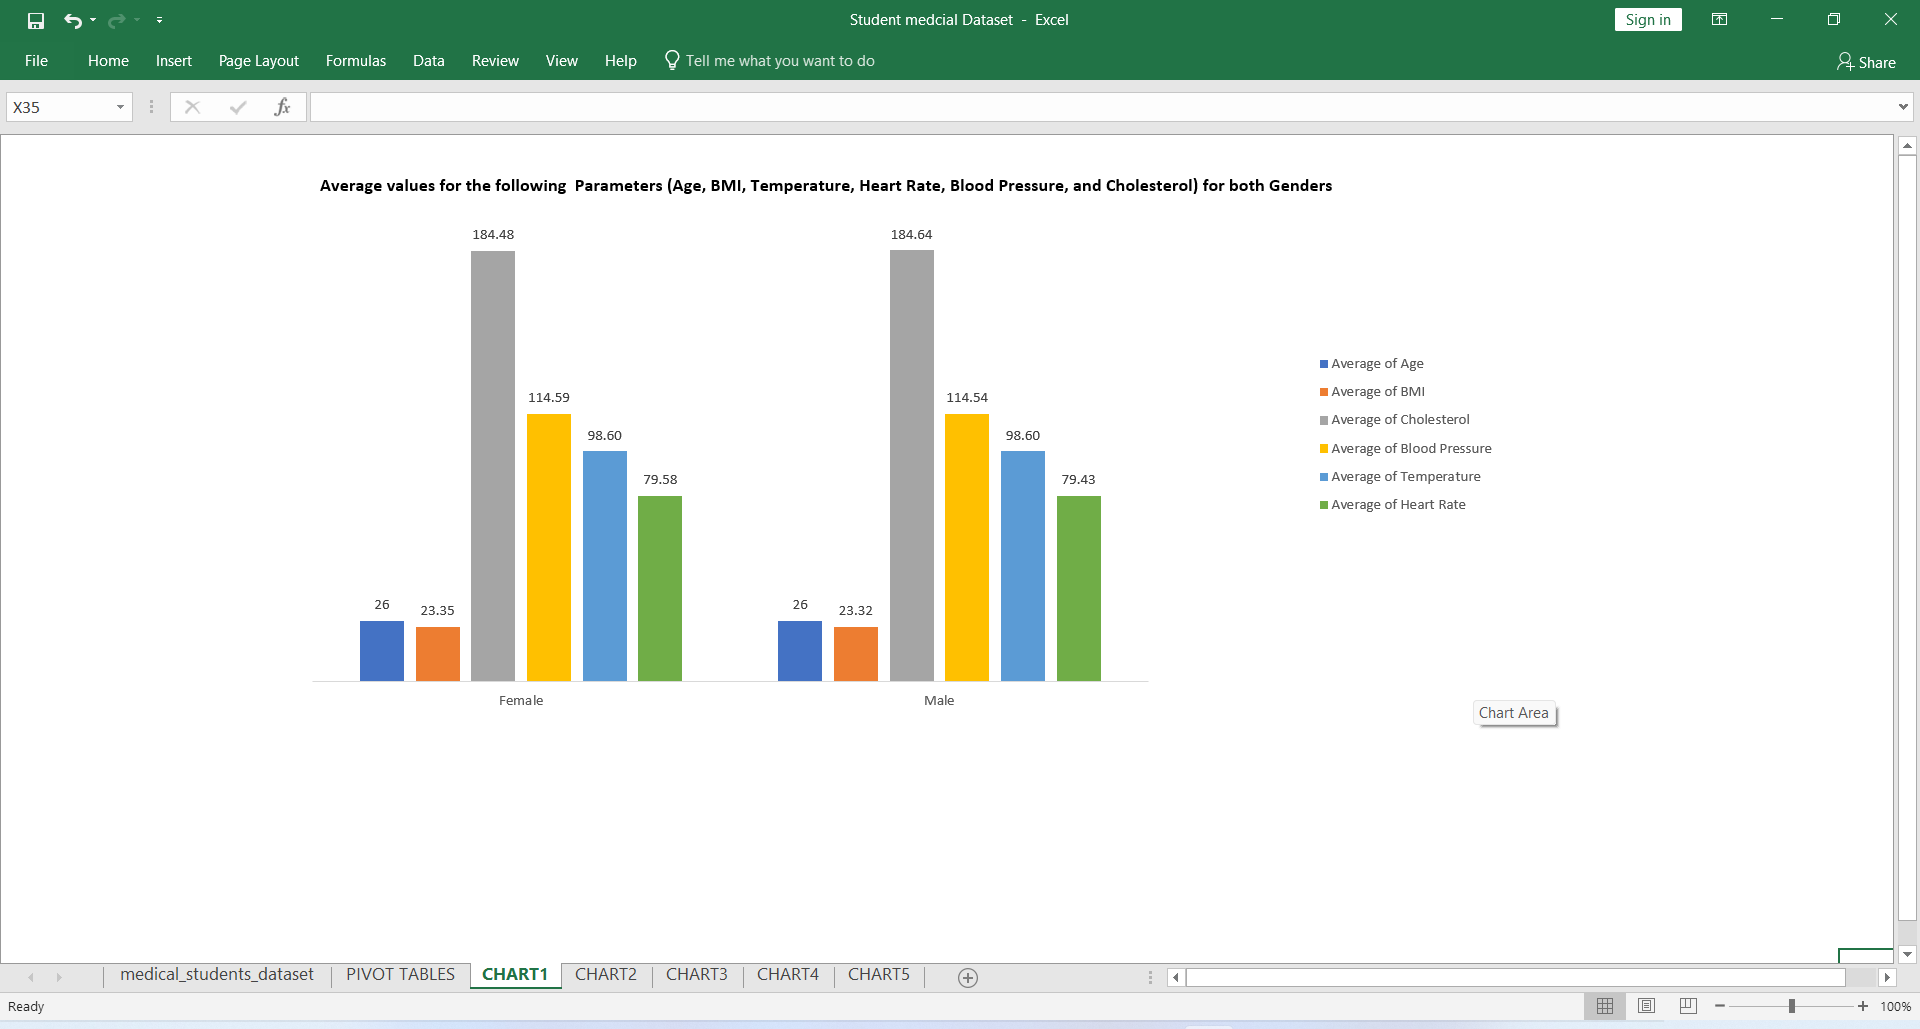 Student medcial Dataset - Excel
Sign in
File Home Insert Page Layout Formulas Data Review View Help Tell me what you want to do
Share
X35
fx
Average values for the following  Parameters (Age, BMI, Temperature, Heart Rate, Blood Pressure, and Cholesterol) for both Genders
184.48 184.64
114.59 114.54
98.60 98.60
79.58 79.43
26 23.35 26 23.32
Female Male
Average of Age
Average of BMI
Average of Cholesterol
Average of Blood Pressure
Average of Temperature
Average of Heart Rate
Chart Area
medical_students_dataset PIVOT TABLES CHART1 CHART2 CHART3 CHART4 CHART5
Ready
100%